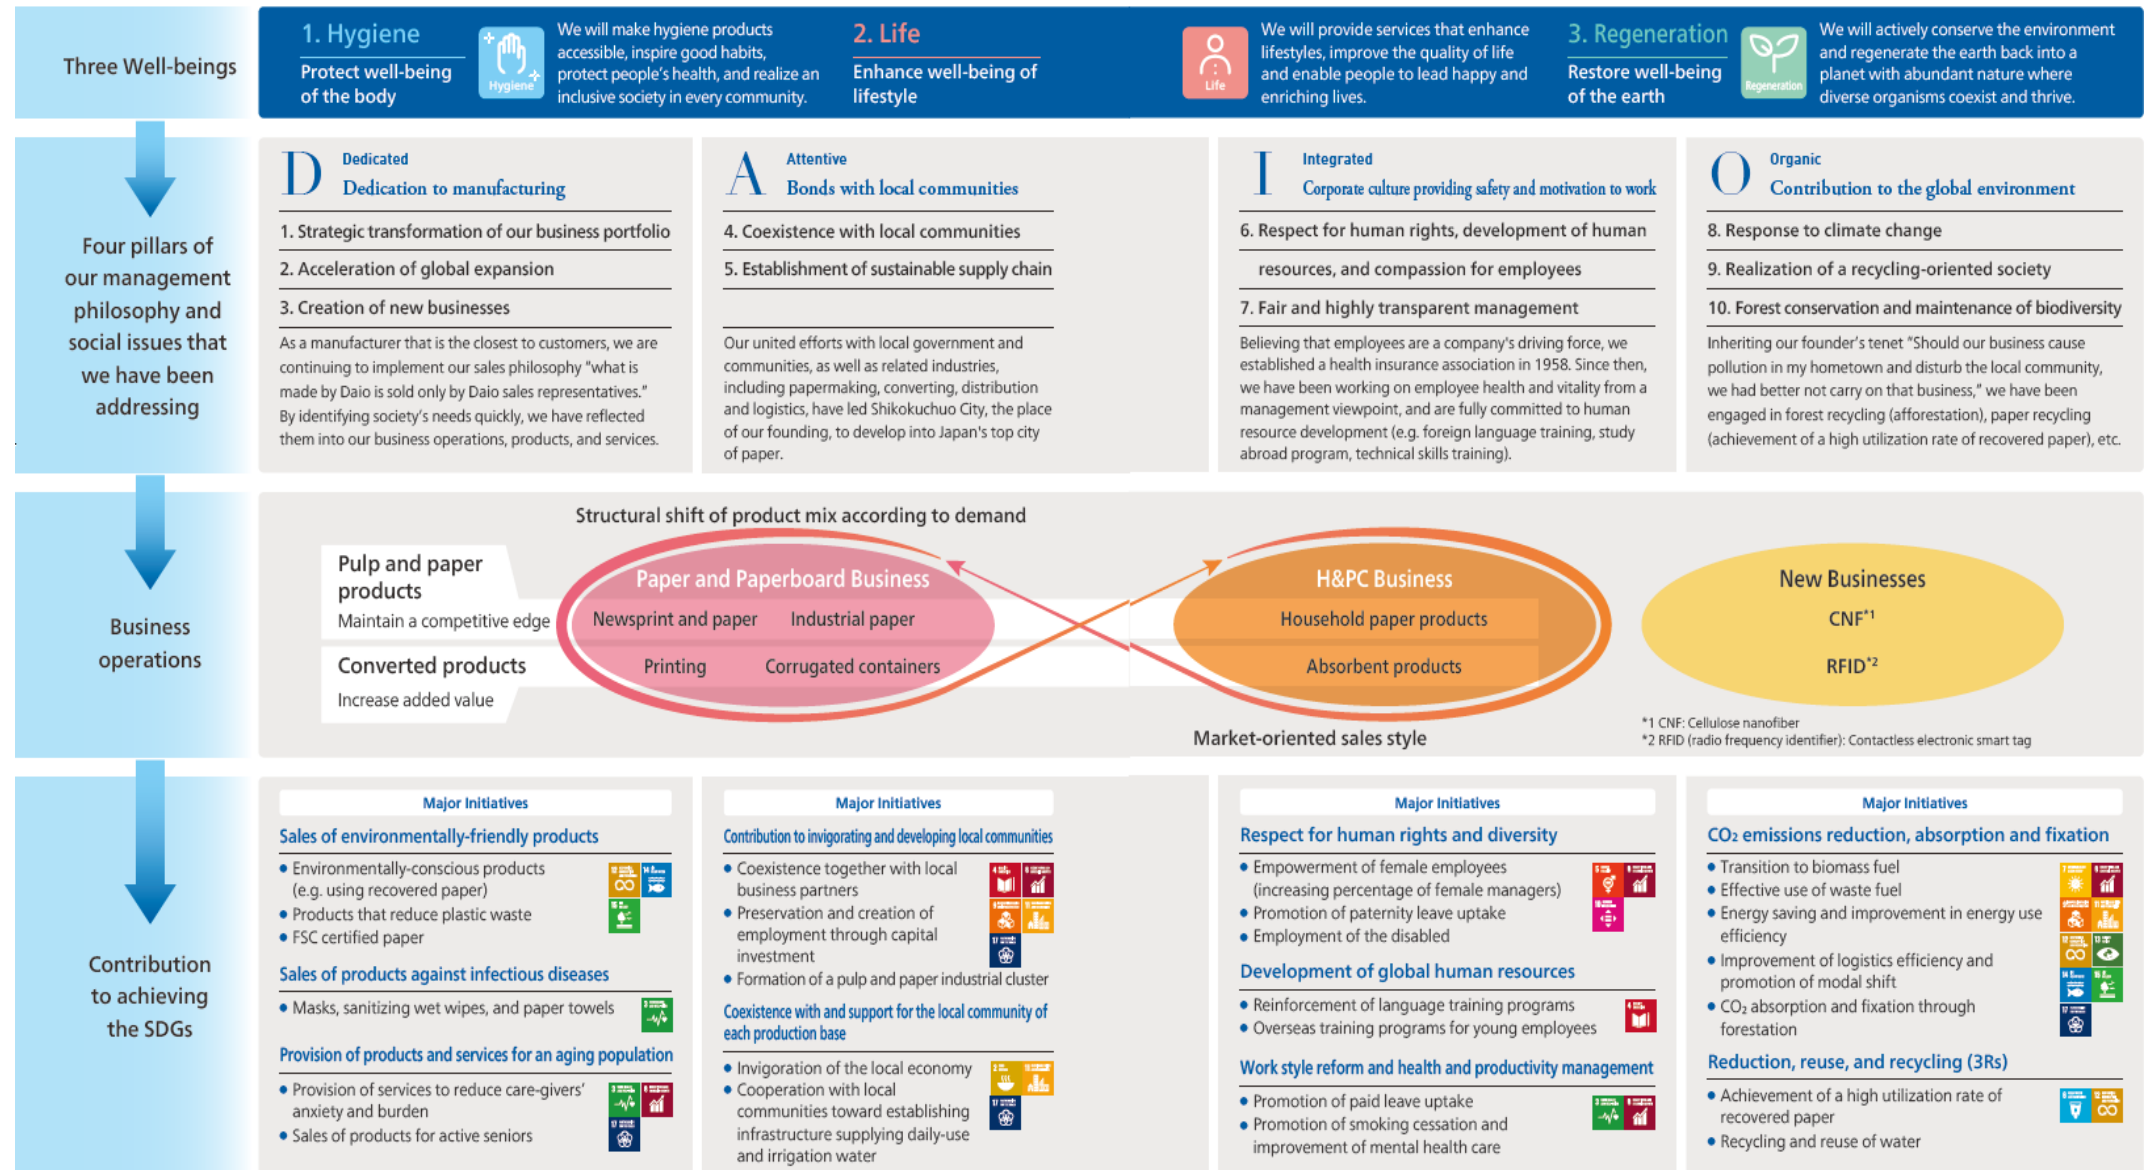 Three Well-beings
1. Hygiene
Protect well-being
of the body
Hygiene
We will make hygiene products
accessible, inspire good habits,
protect people's health, and realize an
inclusive society in every community.
2. Life
Enhance well-being of
lifestyle
Life
We will provide services that enhance
lifestyles, improve the quality of life
and enable people to lead happy and
enriching lives.
3. Regeneration
Restore well-being
of the earth
Regeneration
We will actively conserve the environment
and regenerate the earth back into a
planet with abundant nature where
diverse organisms coexist and thrive.
Four pillars of
our management
philosophy and
social issues that
we have been
addressing
D
Dedicated
Dedication to manufacturing
1. Strategic transformation of our business portfolio
2. Acceleration of global expansion
3. Creation of new businesses
As a manufacturer that is the closest to customers, we are
continuing to implement our sales philosophy "what is
made by Daio is sold only by Daio sales representatives."
By identifying society's needs quickly, we have reflected
them into our business operations, products, and services.
A
Attentive
Bonds with local communities
4. Coexistence with local communities
5. Establishment of sustainable supply chain
Our united efforts with local government and
communities, as well as related industries,
including papermaking, converting, distribution
and logistics, have led Shikokuchuo City, the place
of our founding, to develop into Japan's top city
of paper.
I
Integrated
Corporate culture providing safety and motivation to work
6. Respect for human rights, development of human
resources, and compassion for employees
7. Fair and highly transparent management
Believing that employees are a company's driving force, we
established a health insurance association in 1958. Since then,
we have been working on employee health and vitality from a
management viewpoint, and are fully committed to human
resource development (e.g. foreign language training, study
abroad program, technical skills training).
O
Organic
Contribution to the global environment
8. Response to climate change
9. Realization of a recycling-oriented society
10. Forest conservation and maintenance of biodiversity
Inheriting our founder's tenet "Should our business cause
pollution in my hometown and disturb the local community,
we had better not carry on that business," we have been
engaged in forest recycling (afforestation), paper recycling
(achievement of a high utilization rate of recovered paper), etc.
Business
operations
Structural shift of product mix according to demand
Pulp and paper
products
Maintain a competitive edge
Converted products
Increase added value
Paper and Paperboard Business
Newsprint and paper Industrial paper
Printing Corrugated containers
H&PC Business
Household paper products
Absorbent products
Market-oriented sales style
New Businesses
CNF*1
RFID*2
*1 CNF: Cellulose nanofiber
*2 RFID (radio frequency identifier): Contactless electronic smart tag
Contribution
to achieving
the SDGs
Major Initiatives
Sales of environmentally-friendly products
• Environmentally-conscious products
(e.g. using recovered paper)
• Products that reduce plastic waste
• FSC certified paper
Sales of products against infectious diseases
• Masks, sanitizing wet wipes, and paper towels
Provision of products and services for an aging population
• Provision of services to reduce care-givers'
anxiety and burden
• Sales of products for active seniors
Major Initiatives
Contribution to invigorating and developing local communities
• Coexistence together with local
business partners
• Preservation and creation of
employment through capital
investment
• Formation of a pulp and paper industrial cluster
Coexistence with and support for the local community of
each production base
• Invigoration of the local economy
• Cooperation with local
communities toward establishing
infrastructure supplying daily-use
and irrigation water
Major Initiatives
Respect for human rights and diversity
• Empowerment of female employees
(increasing percentage of female managers)
• Promotion of paternity leave uptake
• Employment of the disabled
Development of global human resources
• Reinforcement of language training programs
• Overseas training programs for young employees
Work style reform and health and productivity management
• Promotion of paid leave uptake
• Promotion of smoking cessation and
improvement of mental health care
Major Initiatives
CO₂ emissions reduction, absorption and fixation
• Transition to biomass fuel
• Effective use of waste fuel
• Energy saving and improvement in energy use
efficiency
• Improvement of logistics efficiency and
promotion of modal shift
• CO₂ absorption and fixation through
forestation
Reduction, reuse, and recycling (3Rs)
• Achievement of a high utilization rate of
recovered paper
• Recycling and reuse of water